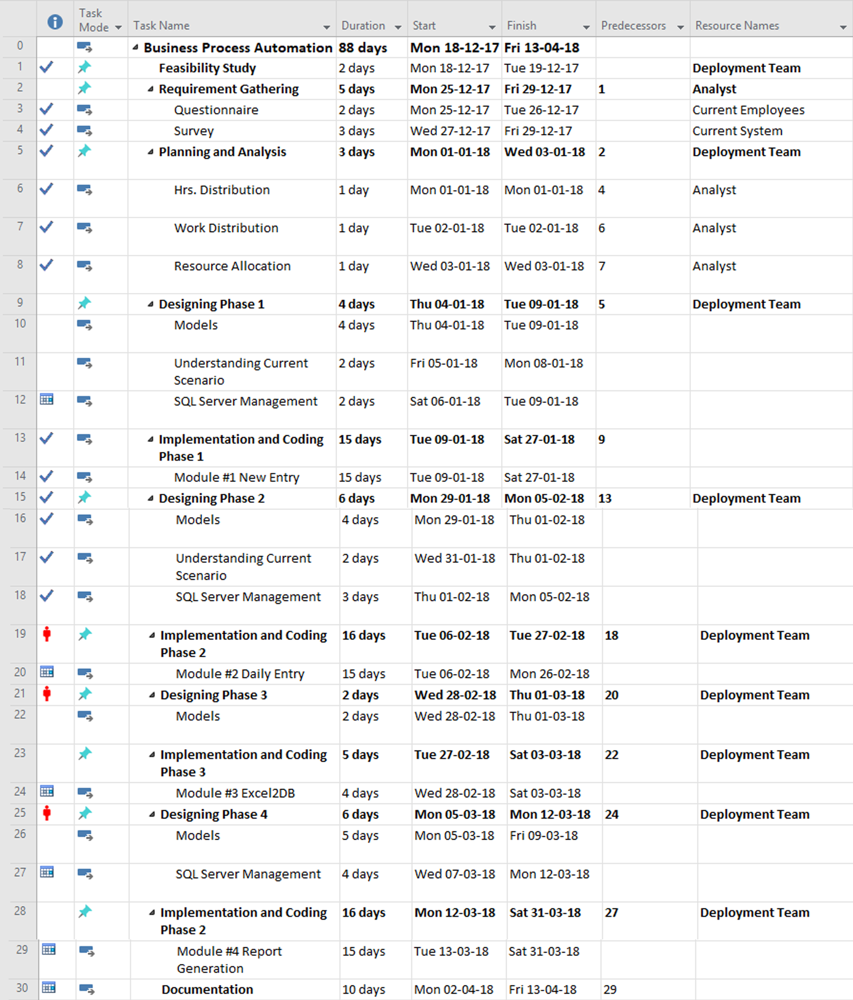 Task Mode Task Name Duration Start Finish Predecessors Resource Names
0 Business Process Automation 88 days Mon 18-12-17 Fri 13-04-18
1 Feasibility Study 2 days Mon 18-12-17 Tue 19-12-17 Deployment Team
2 Requirement Gathering 5 days Mon 25-12-17 Fri 29-12-17 1 Analyst
3 Questionnaire 2 days Mon 25-12-17 Tue 26-12-17 Current Employees
4 Survey 3 days Wed 27-12-17 Fri 29-12-17 Current System
5 Planning and Analysis 3 days Mon 01-01-18 Wed 03-01-18 2 Deployment Team
6 Hrs. Distribution 1 day Mon 01-01-18 Mon 01-01-18 4 Analyst
7 Work Distribution 1 day Tue 02-01-18 Tue 02-01-18 6 Analyst
8 Resource Allocation 1 day Wed 03-01-18 Wed 03-01-18 7 Analyst
9 Designing Phase 1 4 days Thu 04-01-18 Tue 09-01-18 5 Deployment Team
10 Models 4 days Thu 04-01-18 Tue 09-01-18
11 Understanding Current 2 days Fri 05-01-18 Mon 08-01-18
Scenario
12 SQL Server Management 2 days Sat 06-01-18 Tue 09-01-18
13 Implementation and Coding 15 days Tue 09-01-18 Sat 27-01-18 9
Phase 1
14 Module #1 New Entry 15 days Tue 09-01-18 Sat 27-01-18
15 Designing Phase 2 6 days Mon 29-01-18 Mon 05-02-18 13 Deployment Team
16 Models 4 days Mon 29-01-18 Thu 01-02-18
17 Understanding Current 2 days Wed 31-01-18 Thu 01-02-18
Scenario
18 SQL Server Management 3 days Thu 01-02-18 Mon 05-02-18
19 Implementation and Coding 16 days Tue 06-02-18 Tue 27-02-18 18 Deployment Team
Phase 2
20 Module #2 Daily Entry 15 days Tue 06-02-18 Mon 26-02-18
21 Designing Phase 3 2 days Wed 28-02-18 Thu 01-03-18 20 Deployment Team
22 Models 2 days Wed 28-02-18 Thu 01-03-18
23 Implementation and Coding 5 days Tue 27-02-18 Sat 03-03-18 22 Deployment Team
Phase 3
24 Module #3 Excel2DB 4 days Wed 28-02-18 Sat 03-03-18
25 Designing Phase 4 6 days Mon 05-03-18 Mon 12-03-18 24 Deployment Team
26 Models 5 days Mon 05-03-18 Fri 09-03-18
27 SQL Server Management 4 days Wed 07-03-18 Mon 12-03-18
28 Implementation and Coding 16 days Mon 12-03-18 Sat 31-03-18 27 Deployment Team
Phase 2
29 Module #4 Report 15 days Tue 13-03-18 Sat 31-03-18
Generation
30 Documentation 10 days Mon 02-04-18 Fri 13-04-18 29